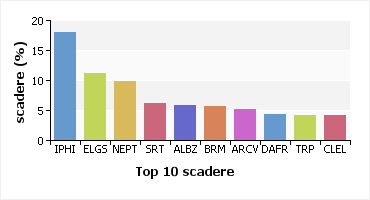 scadere (%)
20
15
10
5
0
IPHI ELGS NEPT SRT ALBZ BRM ARCV DAFR TRP CLEL
Top 10 scadere